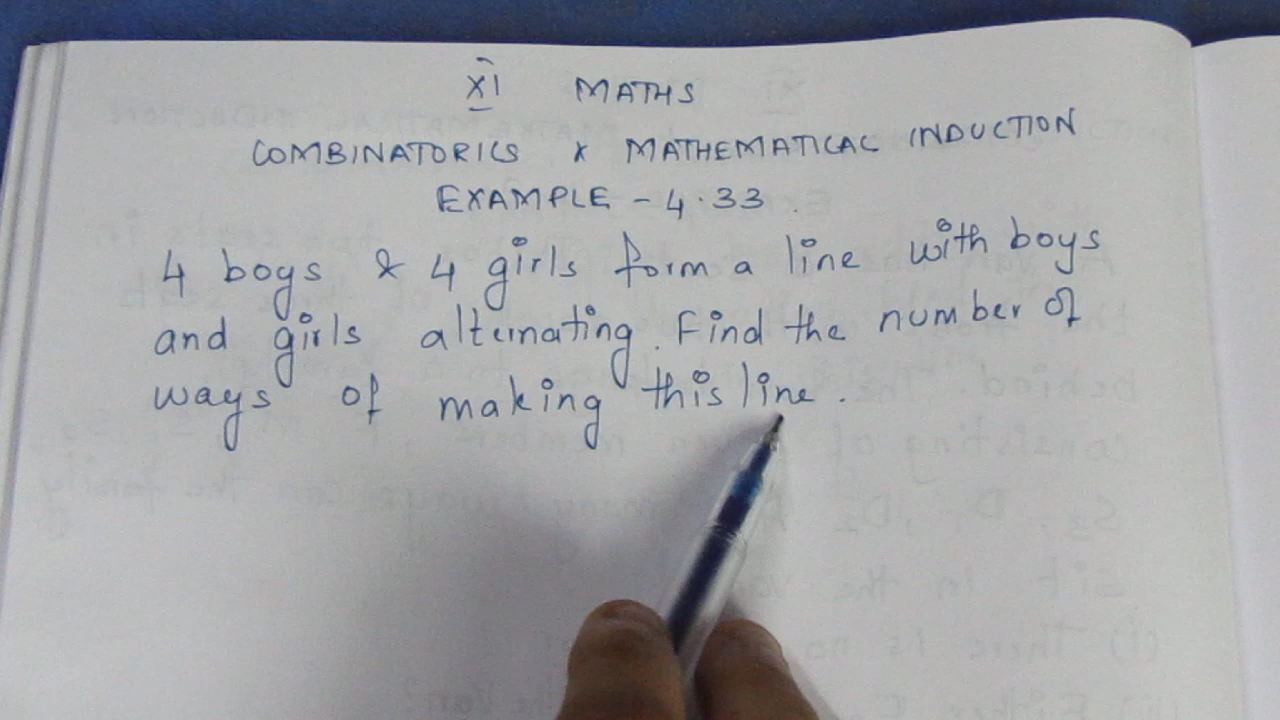 XI MATHS
COMBINATORICS & MATHEMATICAL INDUCTION
EXAMPLE - 4.33
4 boys & 4 girls form a line with boys
and girls alternating. Find the number of
ways of making this line.